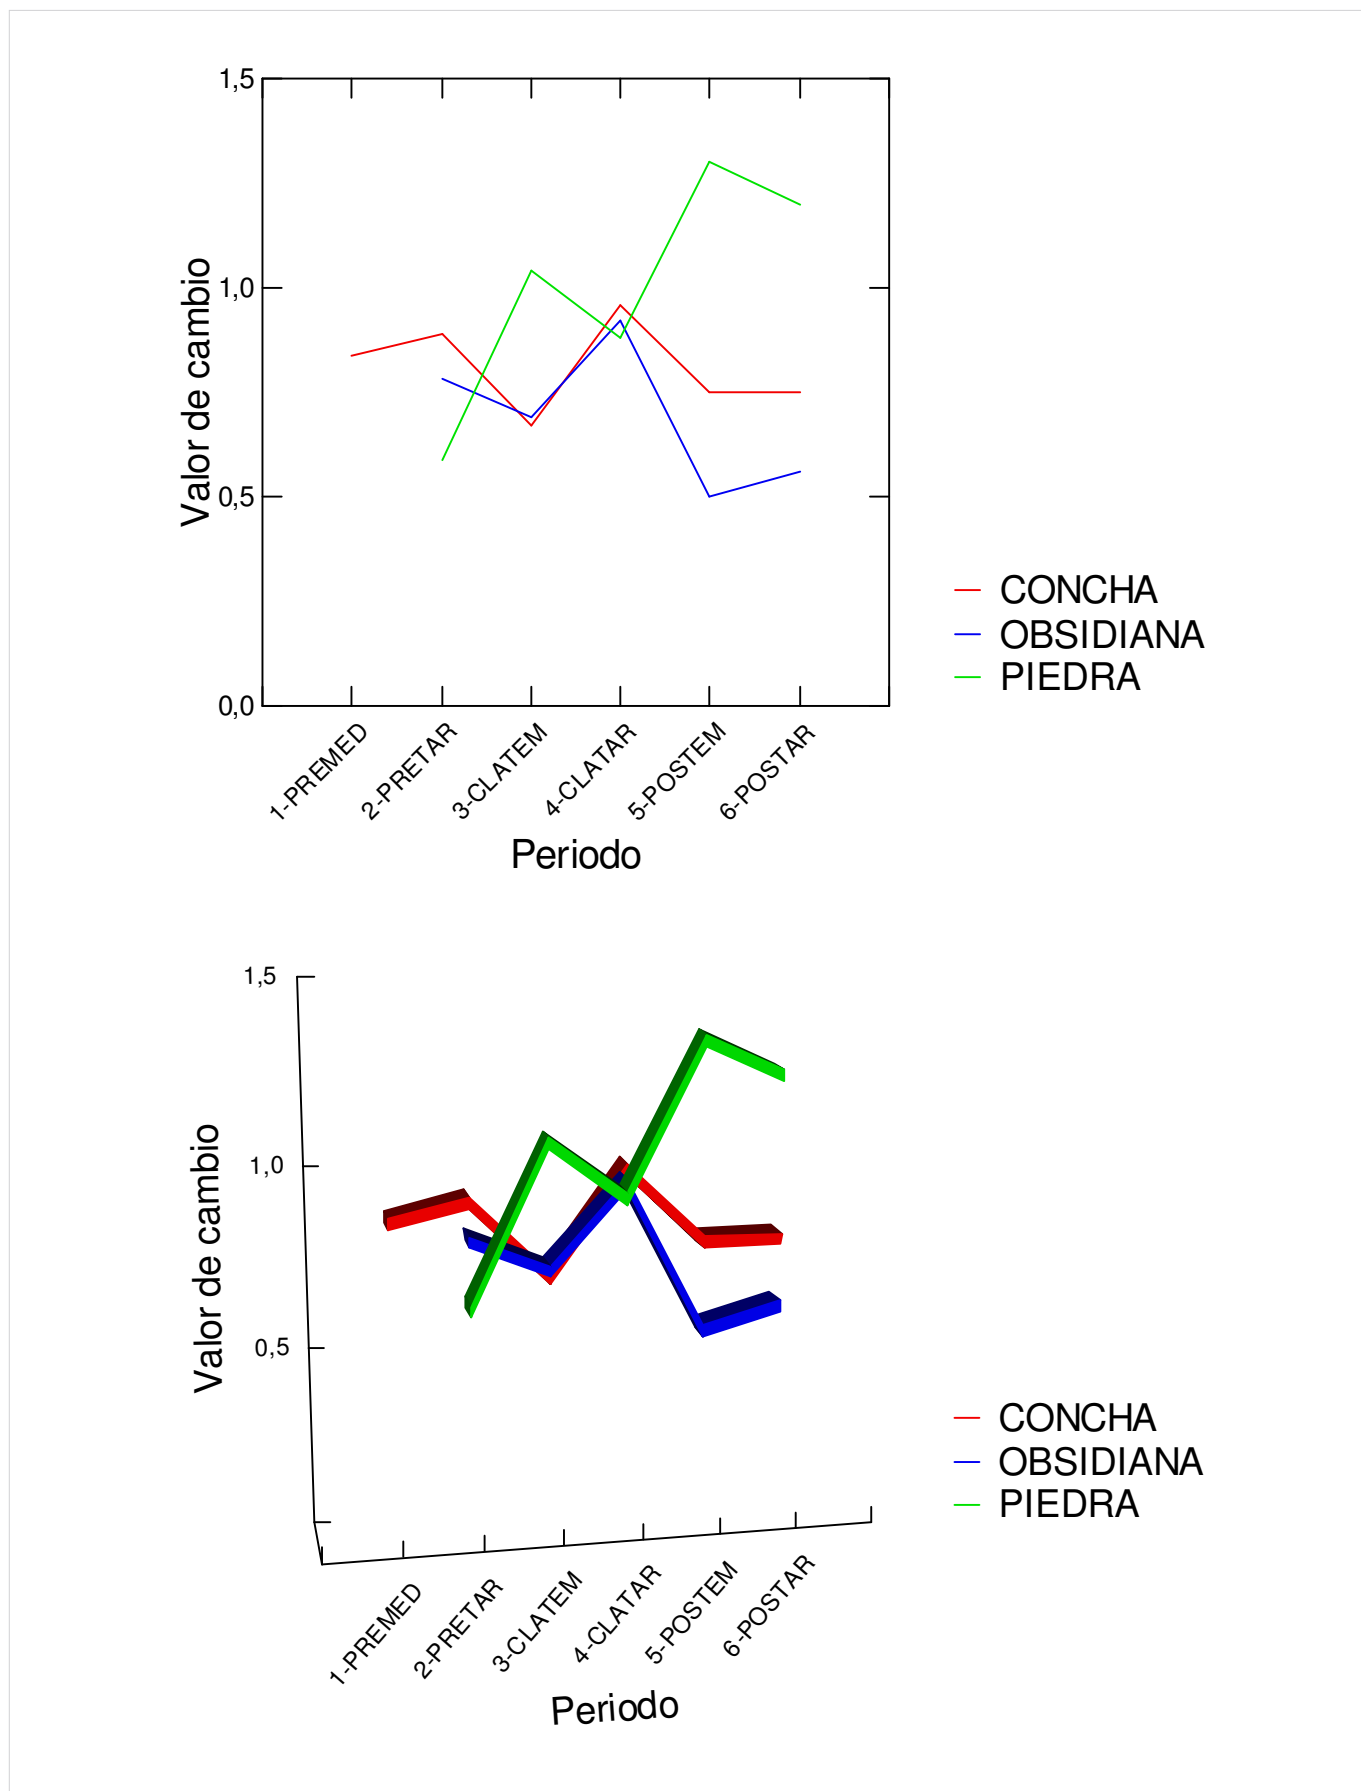 1,5
1,0
0,5
0,0
Valor de cambio
1-PREMED
2-PRETAR
3-CLATEM
4-CLATAR
5-POSTEM
6-POSTAR
Periodo
CONCHA
OBSIDIANA
PIEDRA
1,5
1,0
0,5
Valor de cambio
1-PREMED
2-PRETAR
3-CLATEM
4-CLATAR
5-POSTEM
6-POSTAR
Periodo
CONCHA
OBSIDIANA
PIEDRA